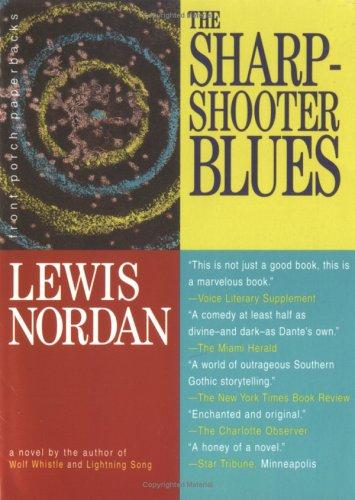 front porch paperbacks
THE
SHARP-
SHOOTER
BLUES
LEWIS
NORDAN
a novel by the author of
Wolf Whistle and Lightning Song
“This is not just a good book, this is
a marvelous book.”
—Voice Literary Supplement
“A comedy at least half as
divine–and dark–as Dante’s own.”
—The Miami Herald
“A world of outrageous Southern
Gothic storytelling.”
—The New York Times Book Review
“Enchanted and original.”
—The Charlotte Observer
“A honey of a novel.”
—Star Tribune, Minneapolis